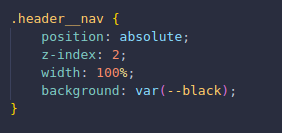 .header__nav {
    position: absolute;
    z-index: 2;
    width: 100%;
    background: var(--black);
}